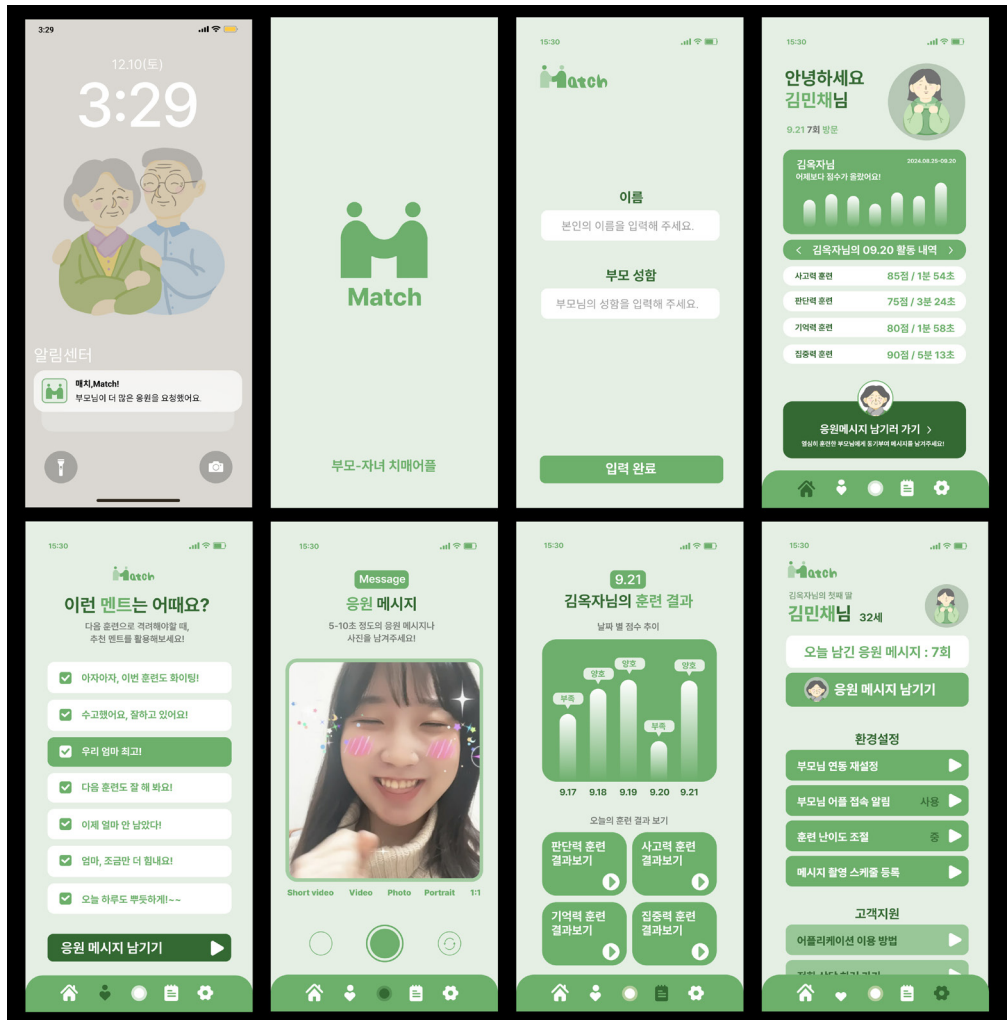 3:29
12.10(토)
3:29
알림센터
매치,Match!
부모님이 더 많은 응원을 요청했어요.
Match
부모-자녀 치매어플
15:30
Match
이름
본인의 이름을 입력해 주세요.
부모 성함
부모님의 성함을 입력해 주세요.
입력 완료
15:30
안녕하세요
김민채님
9.21 7회 방문
김옥자님
2024.08.25-09.20
어제보다 점수가 올랐어요!
< 김옥자님의 09.20 활동 내역 >
사고력 훈련 85점 / 1분 54초
판단력 훈련 75점 / 3분 24초
기억력 훈련 80점 / 1분 58초
집중력 훈련 90점 / 5분 13초
응원메시지 남기러 가기 >
열심히 훈련한 부모님에게 동기부여 메시지를 남겨주세요!
15:30
Match
이런 멘트는 어때요?
다음 훈련으로 격려해야할 때,
추천 멘트를 활용해보세요!
아자아자, 이번 훈련도 화이팅!
수고했어요, 잘하고 있어요!
우리 엄마 최고!
다음 훈련도 잘 해 봐요!
이제 얼마 안 남았다!
엄마, 조금만 더 힘내요!
오늘 하루도 뿌듯하게!~~
응원 메시지 남기기
15:30
Message
응원 메시지
5-10초 정도의 응원 메시지나
사진을 남겨주세요!
Short video Video Photo Portrait 1:1
15:30
9.21
김옥자님의 훈련 결과
날짜 별 점수 추이
부족
양호
양호
부족
양호
9.17 9.18 9.19 9.20 9.21
오늘의 훈련 결과 보기
판단력 훈련
결과보기
사고력 훈련
결과보기
기억력 훈련
결과보기
집중력 훈련
결과보기
15:30
Match
김옥자님의 첫째 딸
김민채님 32세
오늘 남긴 응원 메시지 : 7회
응원 메시지 남기기
환경설정
부모님 연동 재설정
부모님 어플 접속 알림 사용
훈련 난이도 조절 중
메시지 촬영 스케줄 등록
고객지원
어플리케이션 이용 방법